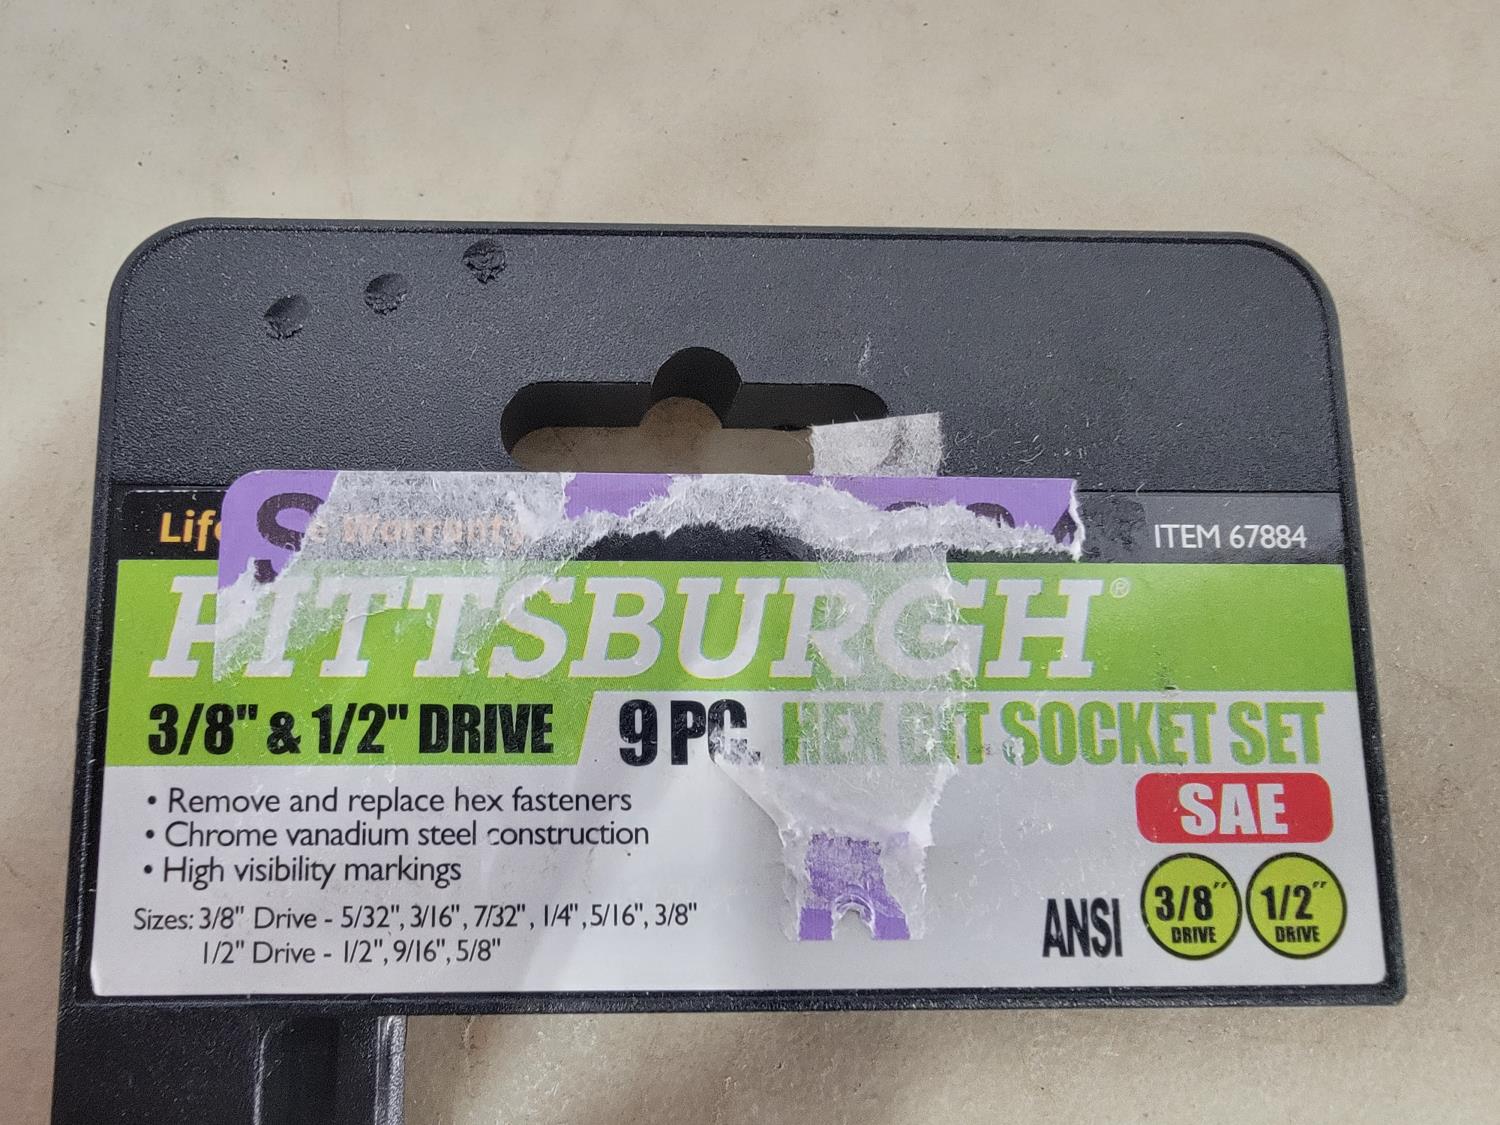 Lifetime Warranty
ITEM 67884
PITTSBURGH®
3/8" & 1/2" DRIVE
9 PC. HEX BIT SOCKET SET
• Remove and replace hex fasteners
• Chrome vanadium steel construction
• High visibility markings
SAE
Sizes: 3/8" Drive - 5/32", 3/16", 7/32", 1/4", 5/16", 3/8"
1/2" Drive - 1/2", 9/16", 5/8"
ANSI
3/8" DRIVE
1/2" DRIVE